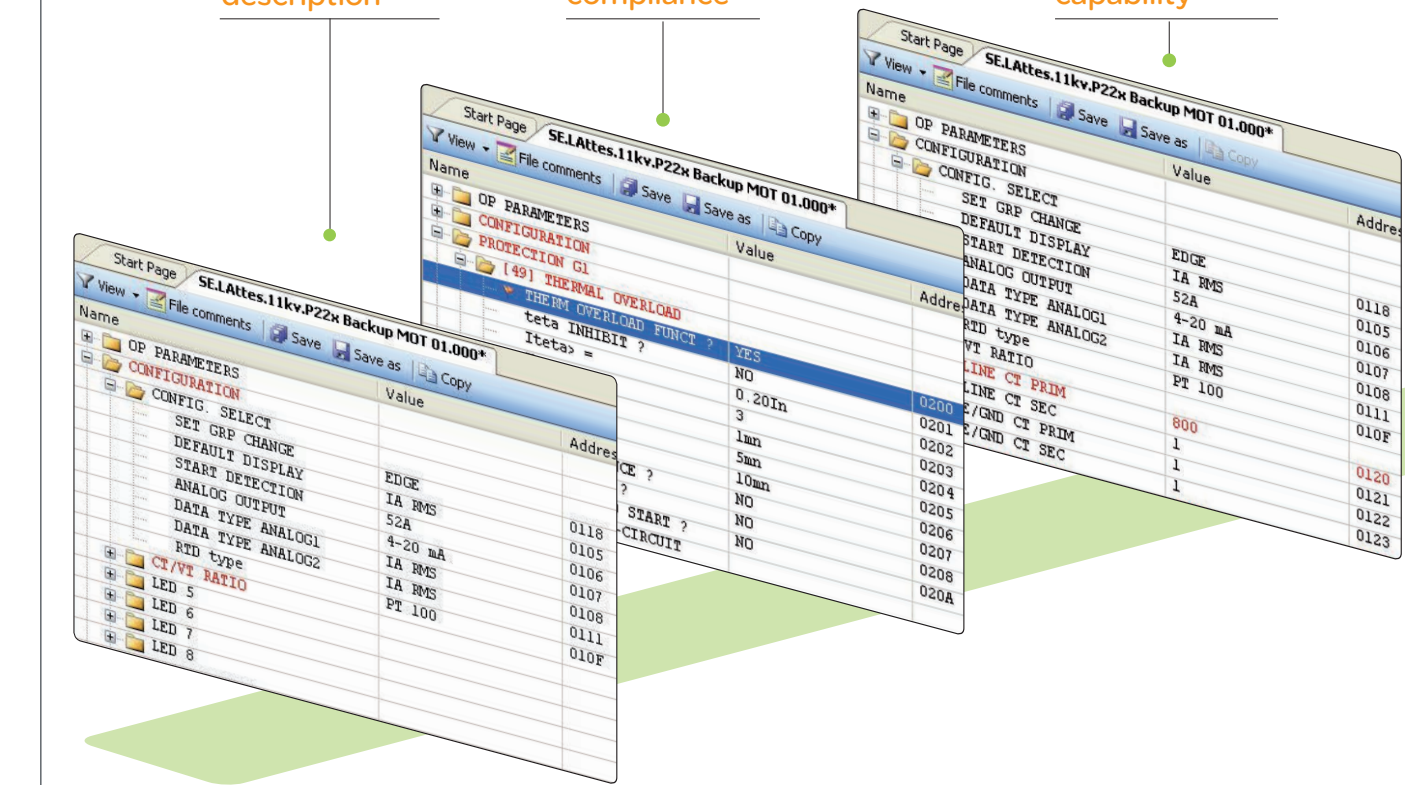 description
compliance
capability
Start Page SE.LAttes.11kv.P22x Backup MOT 01.000*
View File comments Save Save as Copy
Name Value Addres
OP PARAMETERS
CONFIGURATION
CONFIG. SELECT
SET GRP CHANGE EDGE 0118
DEFAULT DISPLAY IA RMS 0105
START DETECTION 52A 0106
ANALOG OUTPUT 4-20 mA 0107
DATA TYPE ANALOG1 IA RMS 0108
DATA TYPE ANALOG2 IA RMS 0111
RTD type PT 100 010F
CT/VT RATIO
LED 5
LED 6
LED 7
LED 8
Start Page SE.LAttes.11kv.P22x Backup MOT 01.000*
View File comments Save Save as Copy
Name Value Addre
OP PARAMETERS
CONFIGURATION
PROTECTION G1
[49] THERMAL OVERLOAD
THERM OVERLOAD FUNCT ? YES 0200
teta INHIBIT ? NO 0201
Iteta> = 0.20In 0202
3 0203
1mn 0204
5mn 0205
10mn 0206
CE ? NO 0207
? NO 0208
START ? NO 020A
-CIRCUIT
Start Page SE.LAttes.11kv.P22x Backup MOT 01.000*
View File comments Save Save as Copy
Name Value Addres
OP PARAMETERS
CONFIGURATION
CONFIG. SELECT
SET GRP CHANGE EDGE 0118
DEFAULT DISPLAY IA RMS 0105
START DETECTION 52A 0106
ANALOG OUTPUT 4-20 mA 0107
DATA TYPE ANALOG1 IA RMS 0108
DATA TYPE ANALOG2 IA RMS 0111
RTD type PT 100 010F
VT RATIO
LINE CT PRIM 800 0120
LINE CT SEC 1 0121
E/GND CT PRIM 1 0122
E/GND CT SEC 1 0123